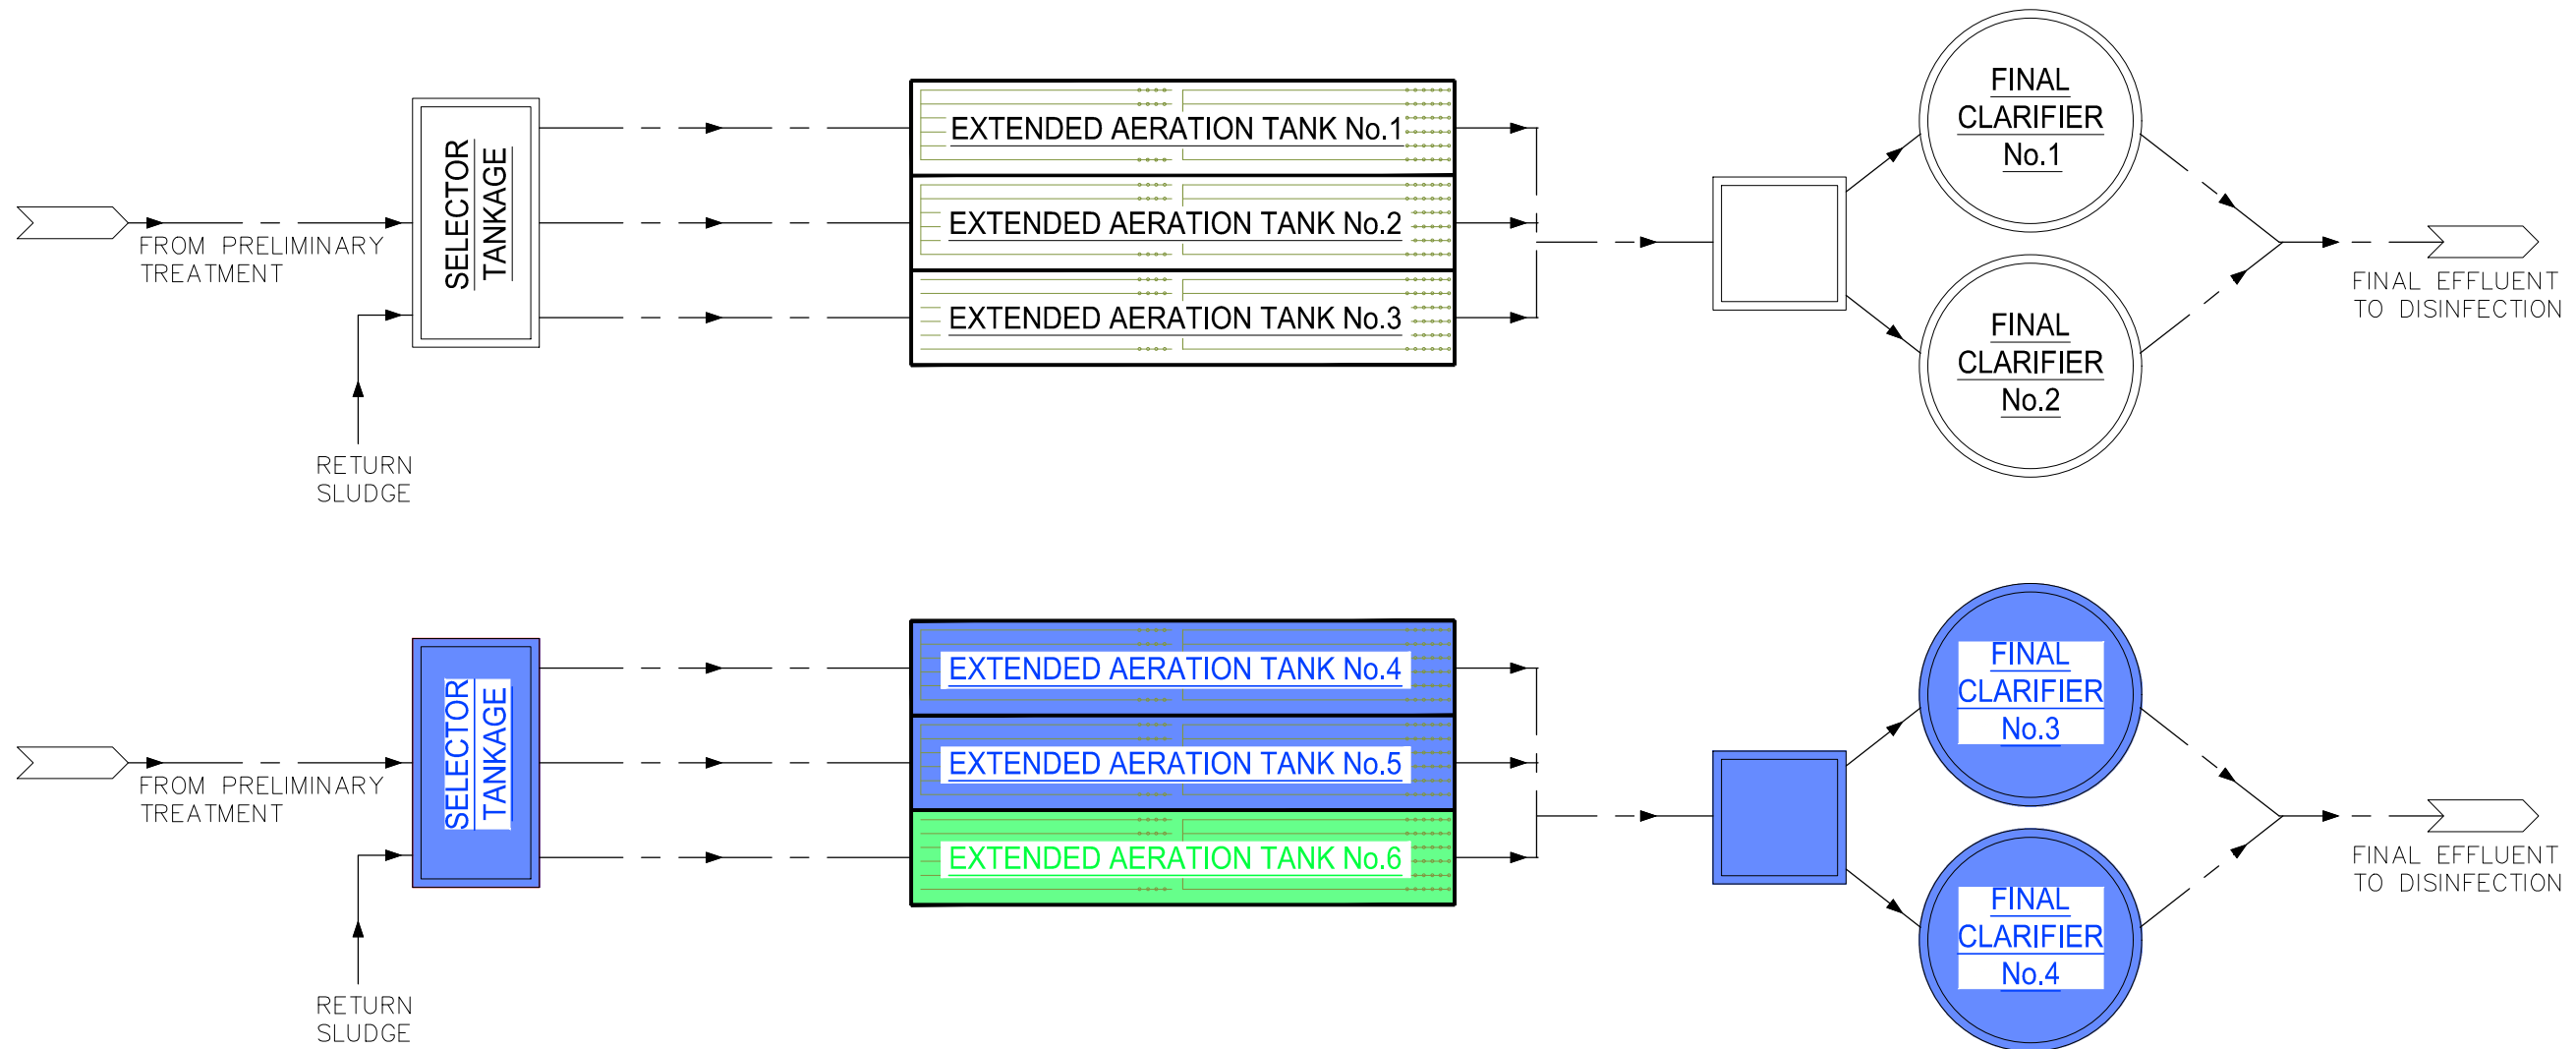 FROM PRELIMINARY
TREATMENT
RETURN
SLUDGE
SELECTOR
TANKAGE
EXTENDED AERATION TANK No.1
EXTENDED AERATION TANK No.2
EXTENDED AERATION TANK No.3
FINAL
CLARIFIER
No.1
FINAL
CLARIFIER
No.2
FINAL EFFLUENT
TO DISINFECTION
FROM PRELIMINARY
TREATMENT
RETURN
SLUDGE
SELECTOR
TANKAGE
EXTENDED AERATION TANK No.4
EXTENDED AERATION TANK No.5
EXTENDED AERATION TANK No.6
FINAL
CLARIFIER
No.3
FINAL
CLARIFIER
No.4
FINAL EFFLUENT
TO DISINFECTION